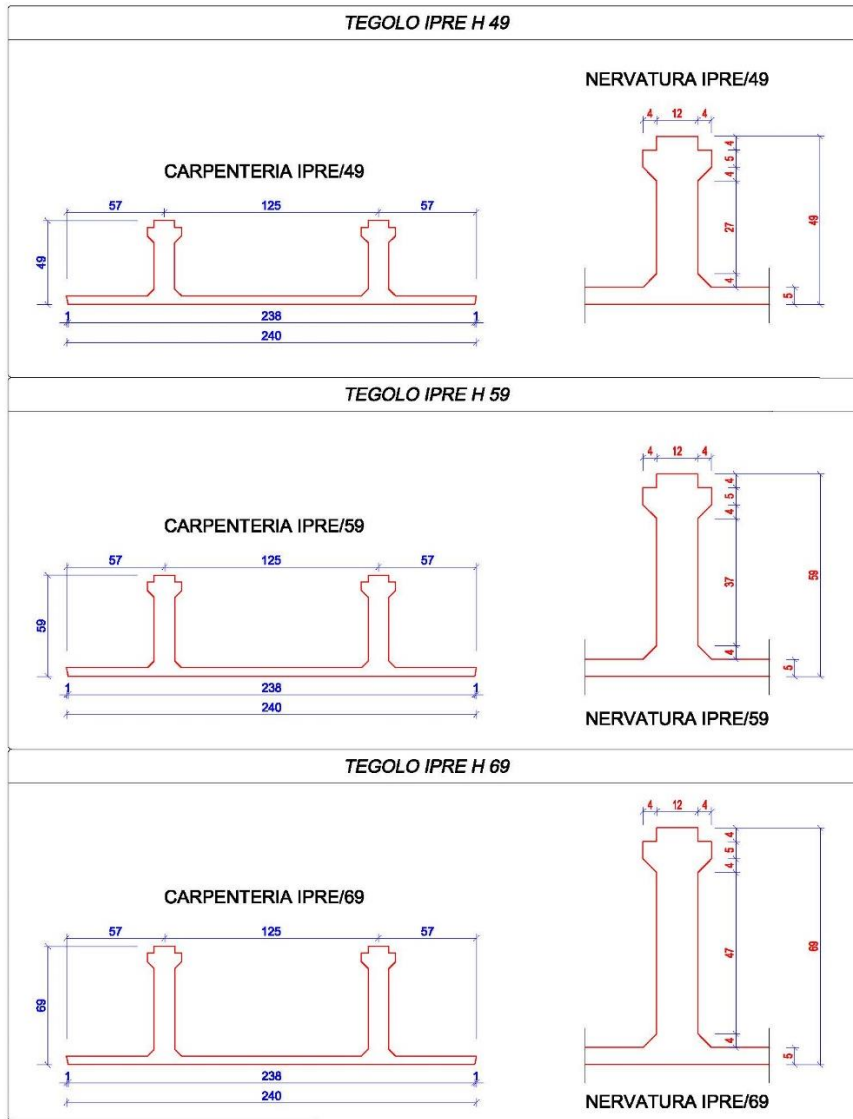 TEGOLO IPRE H 49
NERVATURA IPRE/49
4 12 4
4
5
4
27
4
49
5
CARPENTERIA IPRE/49
57 125 57
49
1 238 1
240
TEGOLO IPRE H 59
4 12 4
4
5
4
37
4
59
5
CARPENTERIA IPRE/59
57 125 57
59
1 238 1
240
NERVATURA IPRE/59
TEGOLO IPRE H 69
4 12 4
4
5
4
47
4
69
5
CARPENTERIA IPRE/69
57 125 57
69
1 238 1
240
NERVATURA IPRE/69